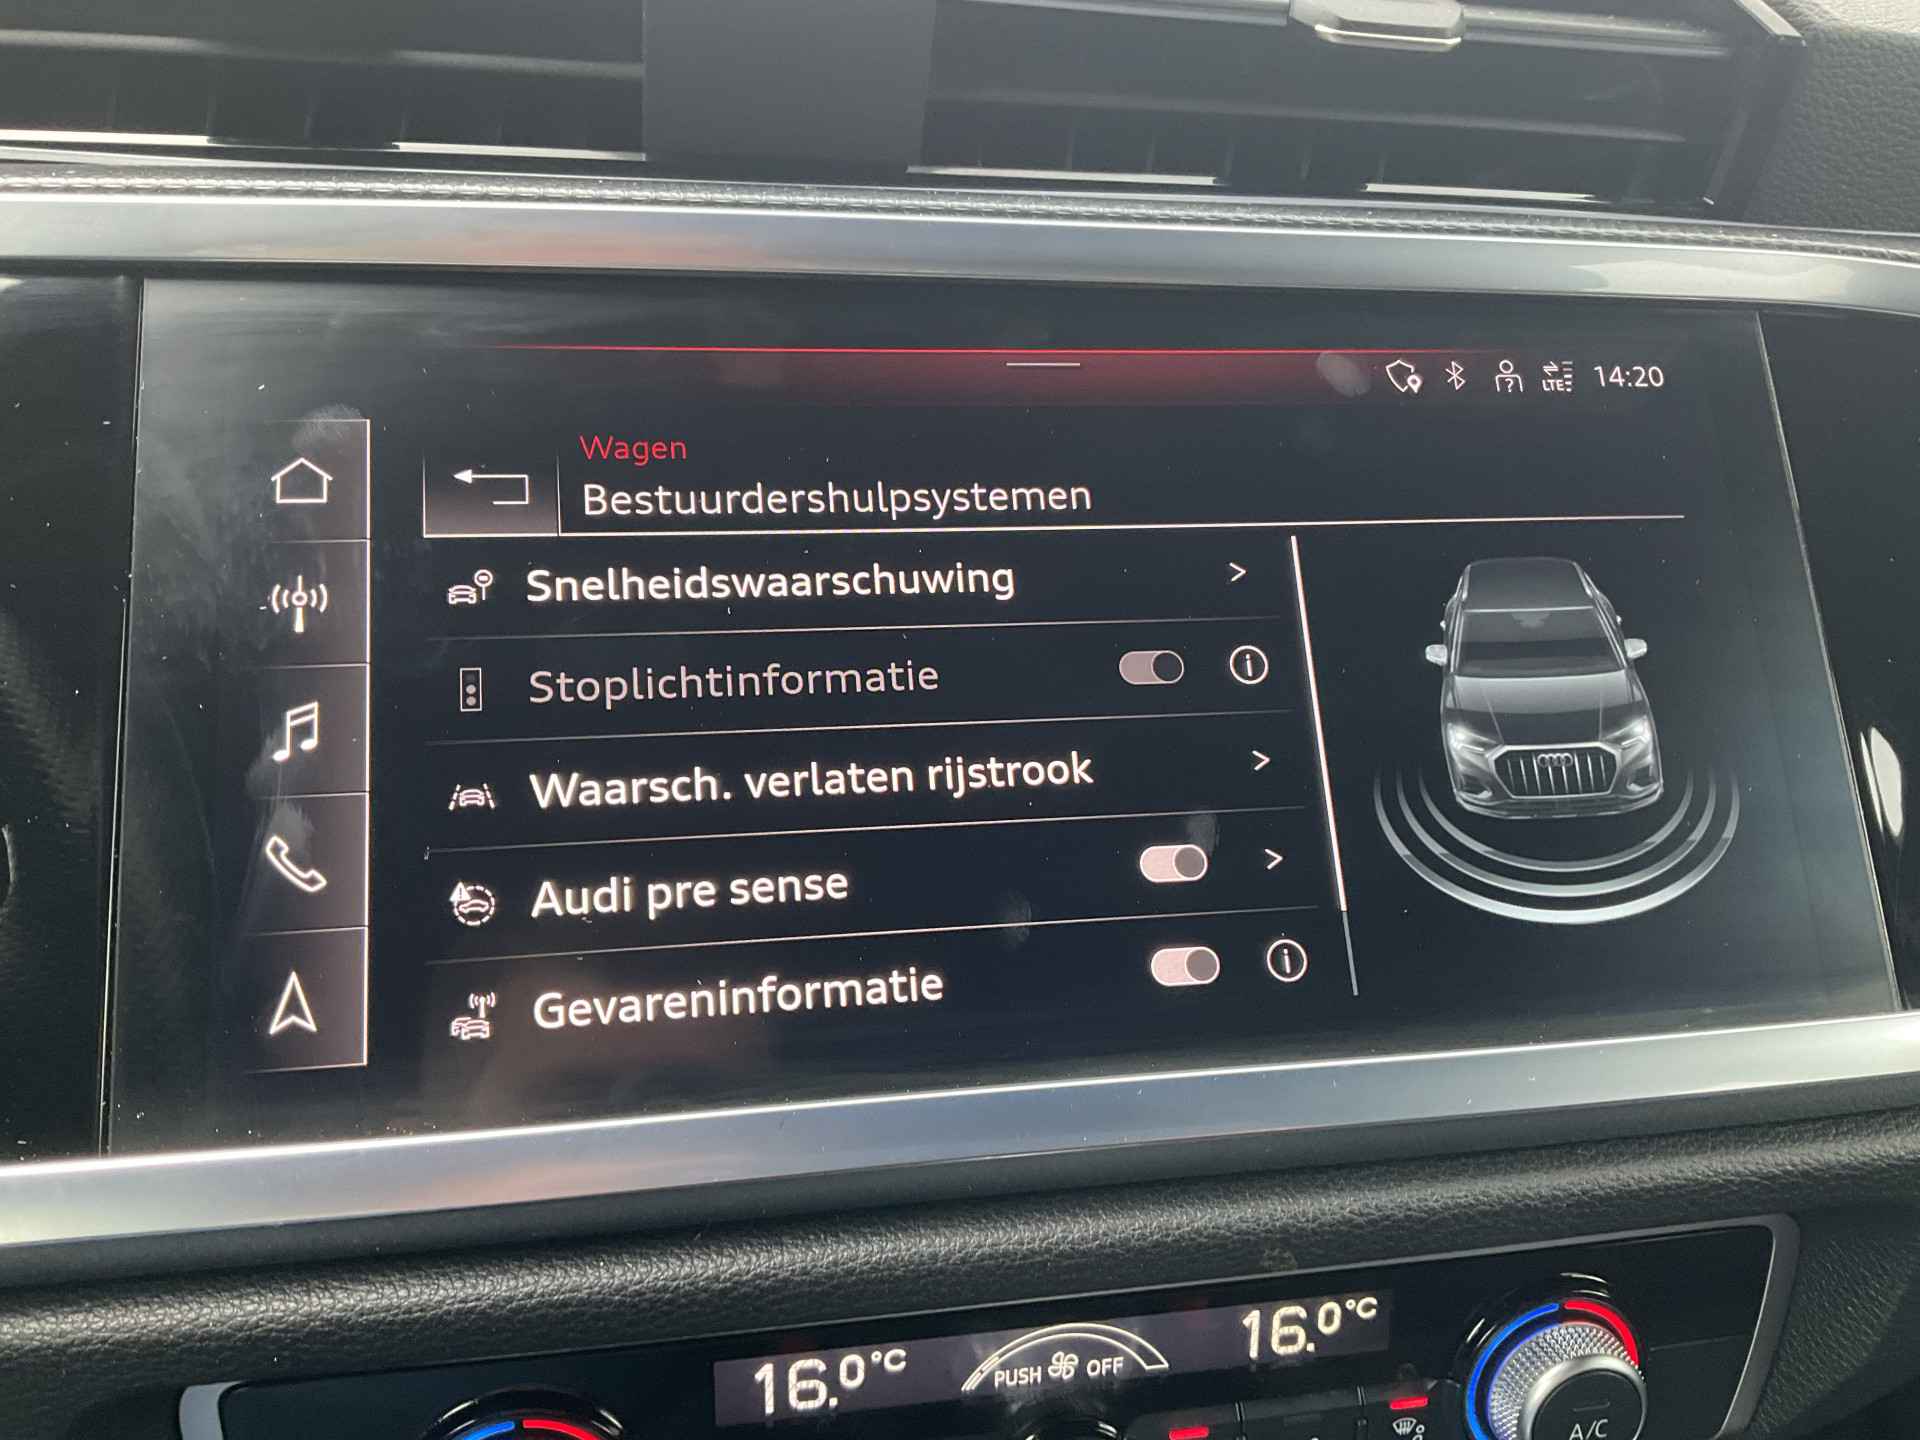 LTE 14:20
Wagen
Bestuurdershulpsystemen
Snelheidswaarschuwing
Stoplichtinformatie
Waarsch. verlaten rijstrook
Audi pre sense
Gevareninformatie
16.0°C PUSH OFF 16.0°C
A/C